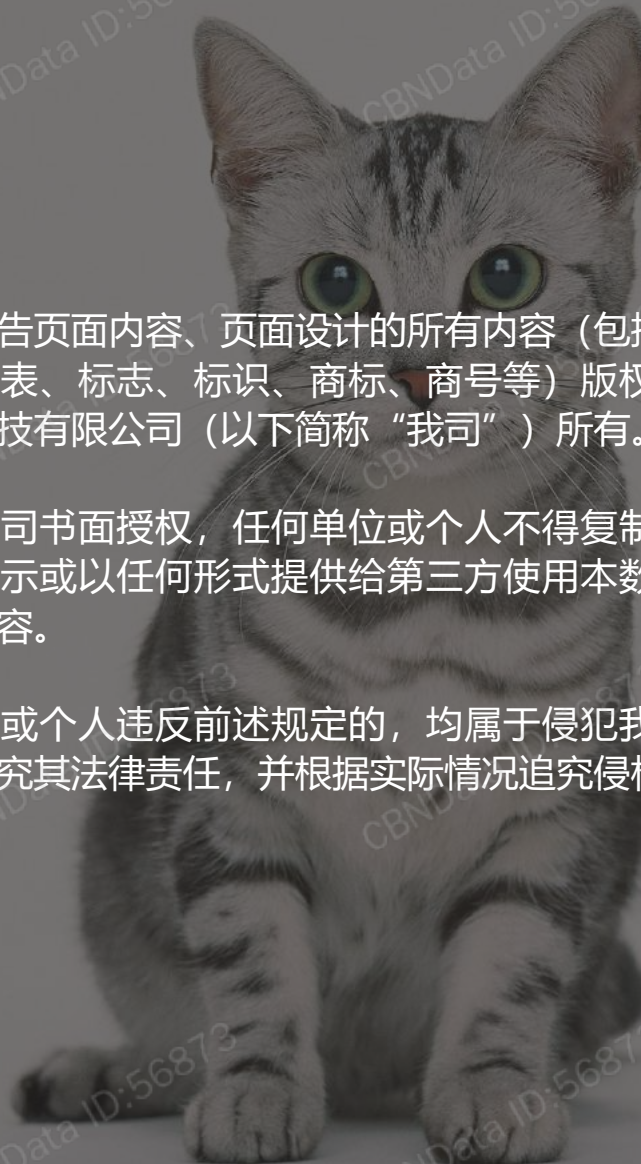 告页面内容、页面设计的所有内容（包括
表、标志、标识、商标、商号等）版权
技有限公司（以下简称“我司”）所有。
司书面授权，任何单位或个人不得复制
示或以任何形式提供给第三方使用本数
容。
或个人违反前述规定的，均属于侵犯我
究其法律责任，并根据实际情况追究侵权
CBNData ID:56873